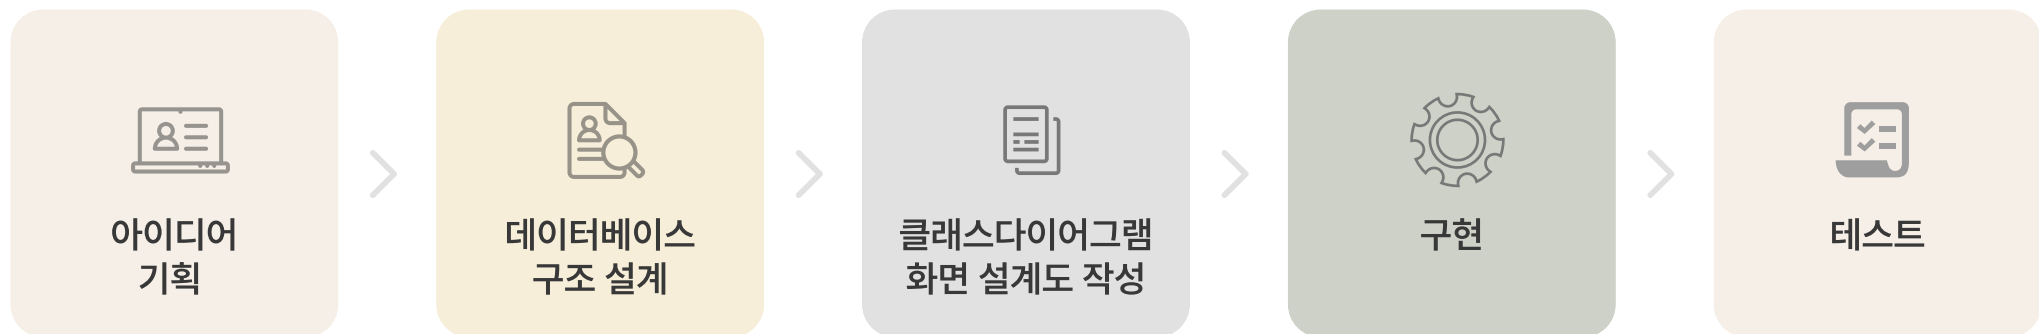 아이디어
기획
데이터베이스
구조 설계
클래스다이어그램
화면 설계도 작성
구현
테스트